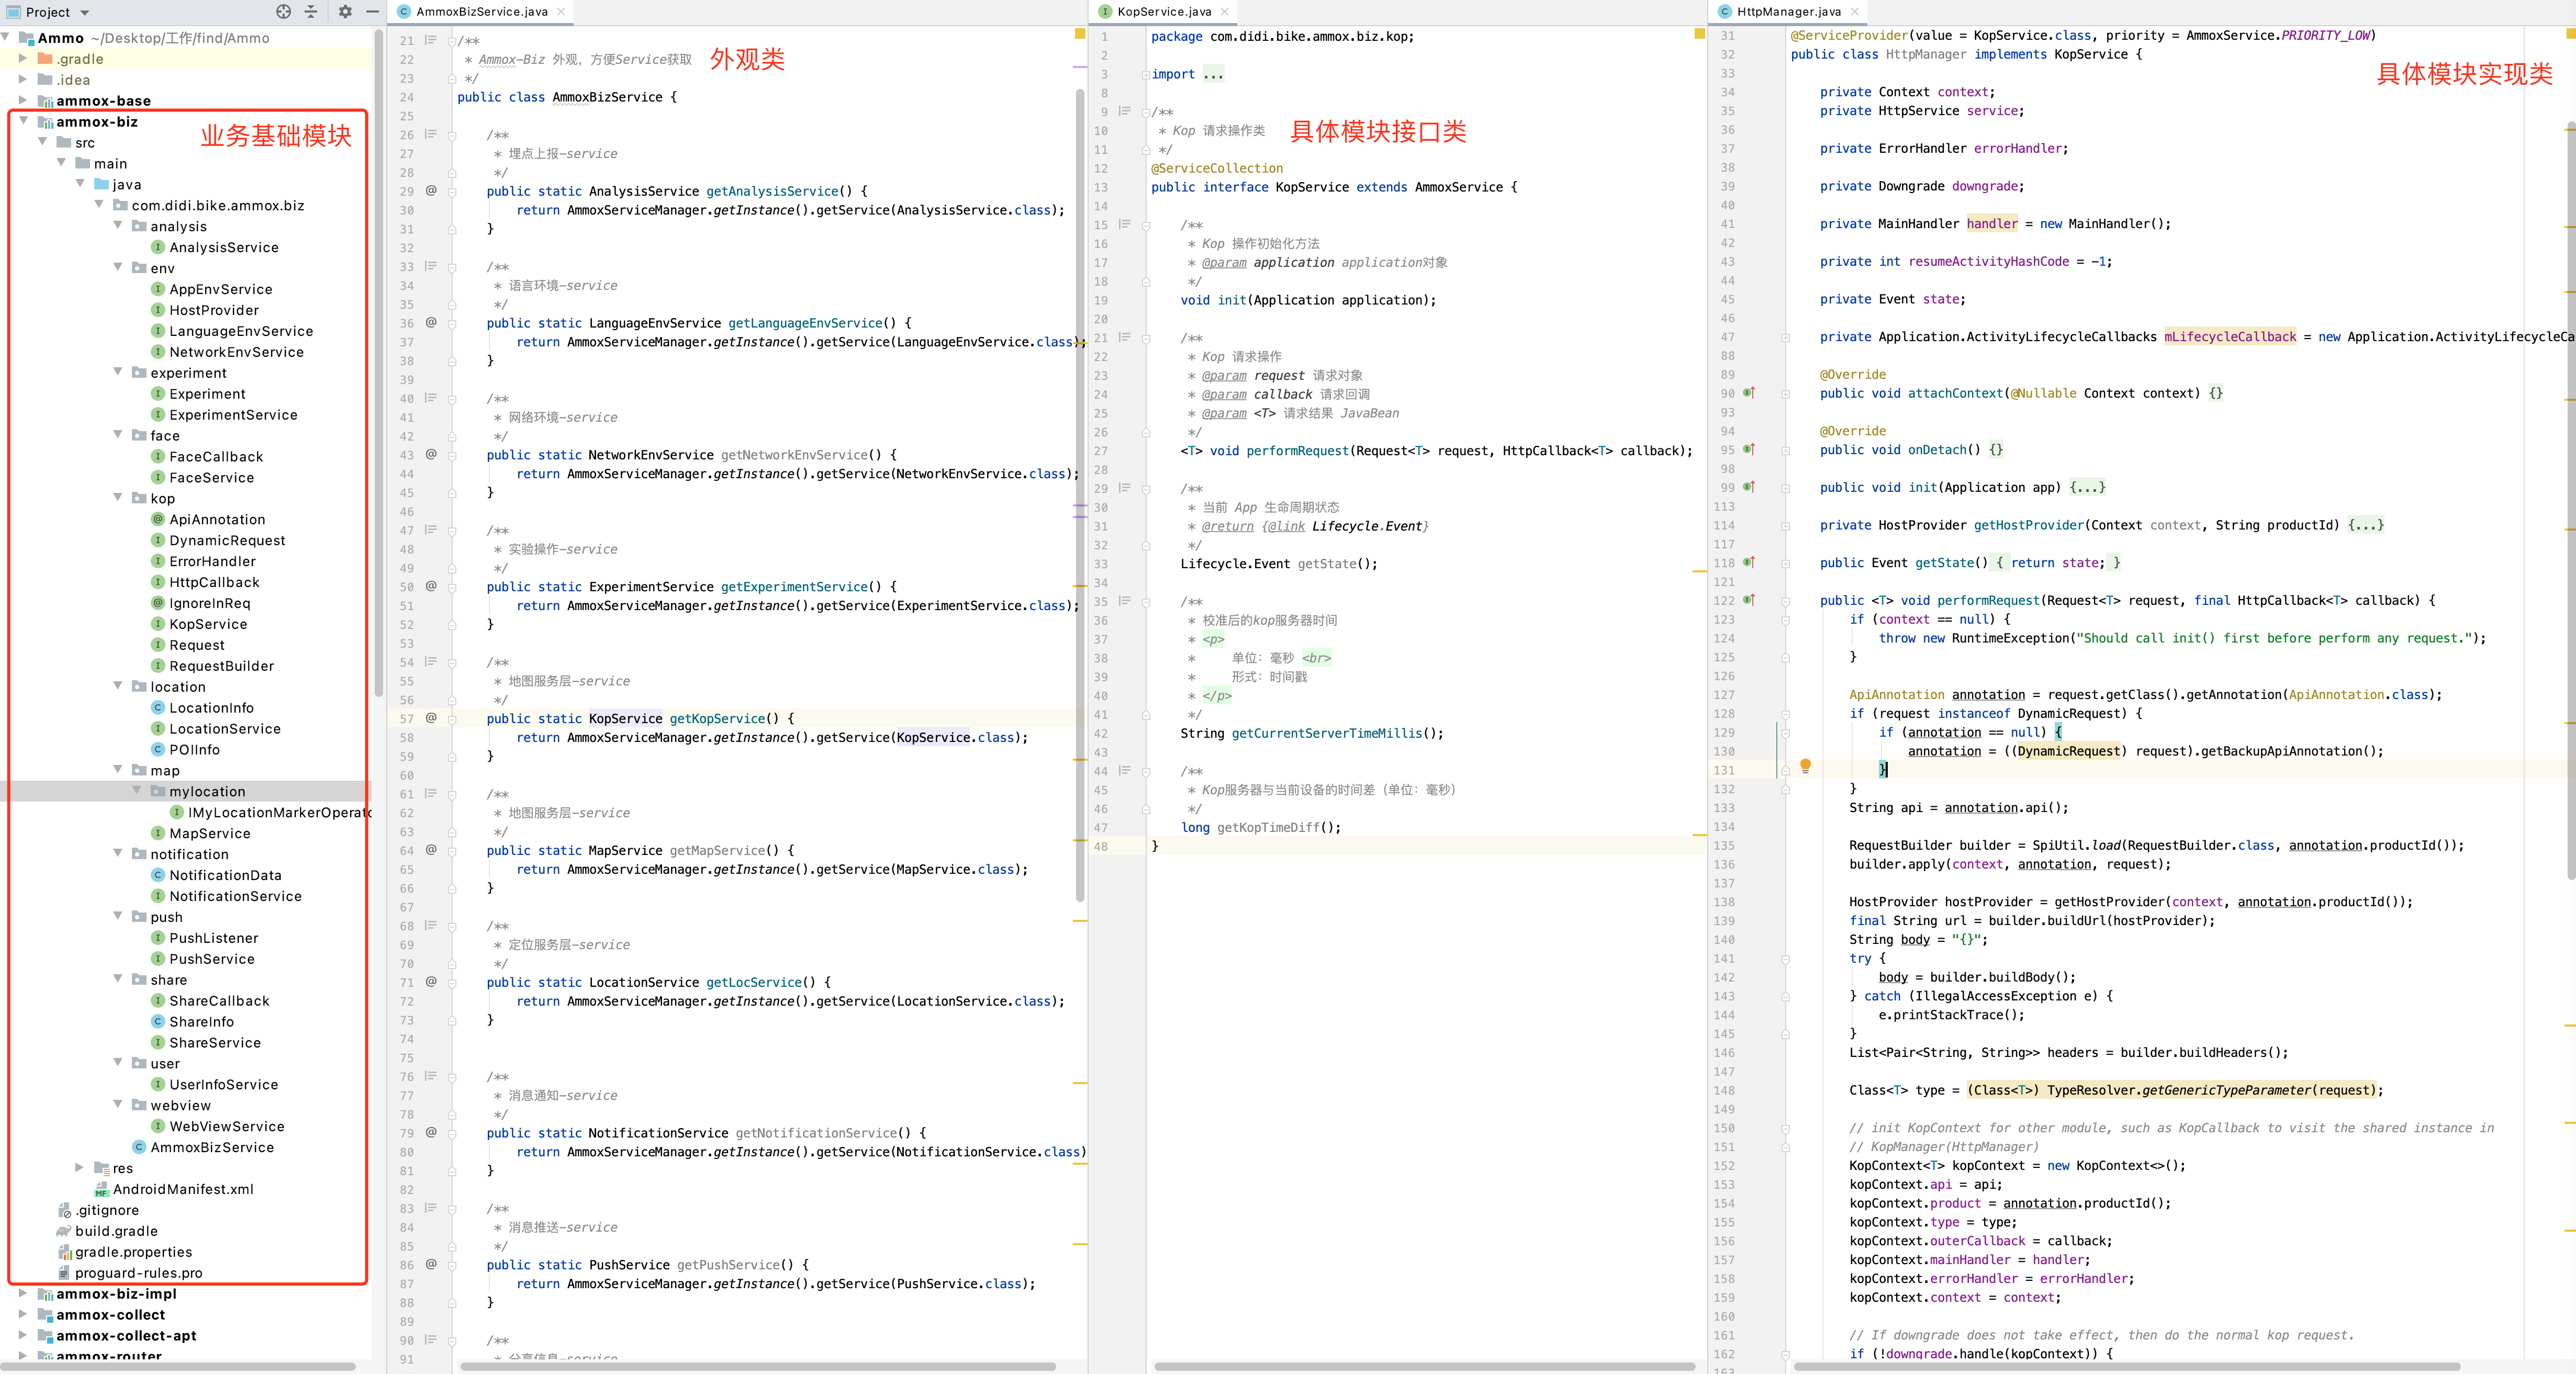 Project
Ammo ~/Desktop/工作/find/Ammo
.gradle
.idea
ammox-base
ammox-biz
业务基础模块
src
main
java
com.didi.bike.ammox.biz
analysis
AnalysisService
env
AppEnvService
HostProvider
LanguageEnvService
NetworkEnvService
experiment
Experiment
ExperimentService
face
FaceCallback
FaceService
kop
ApiAnnotation
DynamicRequest
ErrorHandler
HttpCallback
IgnoreInReq
KopService
Request
RequestBuilder
location
LocationInfo
LocationService
POIInfo
map
mylocation
IMyLocationMarkerOperato
MapService
notification
NotificationData
NotificationService
push
PushListener
PushService
share
ShareCallback
ShareInfo
ShareService
user
UserInfoService
webview
WebViewService
AmmoxBizService
res
AndroidManifest.xml
.gitignore
build.gradle
gradle.properties
proguard-rules.pro
ammox-biz-impl
ammox-collect
ammox-collect-apt
ammox-router
AmmoxBizService.java
外观类
21 /**
22 * Ammox-Biz 外观，方便Service获取
23 */
24 public class AmmoxBizService {
25
26 /**
27 * 埋点上报-service
28 */
29 @ public static AnalysisService getAnalysisService() {
30 return AmmoxServiceManager.getInstance().getService(AnalysisService.class);
31 }
32
33 /**
34 * 语言环境-service
35 */
36 @ public static LanguageEnvService getLanguageEnvService() {
37 return AmmoxServiceManager.getInstance().getService(LanguageEnvService.class);
38 }
39
40 /**
41 * 网络环境-service
42 */
43 @ public static NetworkEnvService getNetworkEnvService() {
44 return AmmoxServiceManager.getInstance().getService(NetworkEnvService.class);
45 }
46
47 /**
48 * 实验操作-service
49 */
50 @ public static ExperimentService getExperimentService() {
51 return AmmoxServiceManager.getInstance().getService(ExperimentService.class);
52 }
53
54 /**
55 * 地图服务层-service
56 */
57 @ public static KopService getKopService() {
58 return AmmoxServiceManager.getInstance().getService(KopService.class);
59 }
60
61 /**
62 * 地图服务层-service
63 */
64 @ public static MapService getMapService() {
65 return AmmoxServiceManager.getInstance().getService(MapService.class);
66 }
67
68 /**
69 * 定位服务层-service
70 */
71 @ public static LocationService getLocService() {
72 return AmmoxServiceManager.getInstance().getService(LocationService.class);
73 }
74
75
76 /**
77 * 消息通知-service
78 */
79 @ public static NotificationService getNotificationService() {
80 return AmmoxServiceManager.getInstance().getService(NotificationService.class)
81 }
82
83 /**
84 * 消息推送-service
85 */
86 @ public static PushService getPushService() {
87 return AmmoxServiceManager.getInstance().getService(PushService.class);
88 }
89
90 /**
91 * 分享信息-service
KopService.java
具体模块接口类
1 package com.didi.bike.ammox.biz.kop;
2
3 import ...
8
9 /**
10 * Kop 请求操作类
11 */
12 @ServiceCollection
13 public interface KopService extends AmmoxService {
14
15 /**
16 * Kop 操作初始化方法
17 * @param application application对象
18 */
19 void init(Application application);
20
21 /**
22 * Kop 请求操作
23 * @param request 请求对象
24 * @param callback 请求回调
25 * @param <T> 请求结果 JavaBean
26 */
27 <T> void performRequest(Request<T> request, HttpCallback<T> callback);
28
29 /**
30 * 当前 App 生命周期状态
31 * @return {@link Lifecycle.Event}
32 */
33 Lifecycle.Event getState();
34
35 /**
36 * 校准后的kop服务器时间
37 * <p>
38 * 单位：毫秒 <br>
39 * 形式：时间戳
40 * </p>
41 */
42 String getCurrentServerTimeMillis();
43
44 /**
45 * Kop服务器与当前设备的时间差（单位：毫秒）
46 */
47 long getKopTimeDiff();
48 }
HttpManager.java
具体模块实现类
31 @ServiceProvider(value = KopService.class, priority = AmmoxService.PRIORITY_LOW)
32 public class HttpManager implements KopService {
33
34 private Context context;
35 private HttpService service;
36
37 private ErrorHandler errorHandler;
38
39 private Downgrade downgrade;
40
41 private MainHandler handler = new MainHandler();
42
43 private int resumeActivityHashCode = -1;
44
45 private Event state;
46
47 private Application.ActivityLifecycleCallbacks mLifecycleCallback = new Application.ActivityLifecycleCa
88
89 @Override
90 public void attachContext(@Nullable Context context) {}
93
94 @Override
95 public void onDetach() {}
98
99 public void init(Application app) {...}
113
114 private HostProvider getHostProvider(Context context, String productId) {...}
117
118 public Event getState() { return state; }
121
122 public <T> void performRequest(Request<T> request, final HttpCallback<T> callback) {
123 if (context == null) {
124 throw new RuntimeException("Should call init() first before perform any request.");
125 }
126
127 ApiAnnotation annotation = request.getClass().getAnnotation(ApiAnnotation.class);
128 if (request instanceof DynamicRequest) {
129 if (annotation == null) {
130 annotation = ((DynamicRequest) request).getBackupApiAnnotation();
131 }
132 }
133 String api = annotation.api();
134
135 RequestBuilder builder = SpiUtil.load(RequestBuilder.class, annotation.productId());
136 builder.apply(context, annotation, request);
137
138 HostProvider hostProvider = getHostProvider(context, annotation.productId());
139 final String url = builder.buildUrl(hostProvider);
140 String body = "{}";
141 try {
142 body = builder.buildBody();
143 } catch (IllegalAccessException e) {
144 e.printStackTrace();
145 }
146 List<Pair<String, String>> headers = builder.buildHeaders();
147
148 Class<T> type = (Class<T>) TypeResolver.getGenericTypeParameter(request);
149
150 // init KopContext for other module, such as KopCallback to visit the shared instance in
151 // KopManager(HttpManager)
152 KopContext<T> kopContext = new KopContext<>();
153 kopContext.api = api;
154 kopContext.product = annotation.productId();
155 kopContext.type = type;
156 kopContext.outerCallback = callback;
157 kopContext.mainHandler = handler;
158 kopContext.errorHandler = errorHandler;
159 kopContext.context = context;
160
161 // If downgrade does not take effect, then do the normal kop request.
162 if (!downgrade.handle(kopContext)) {
163